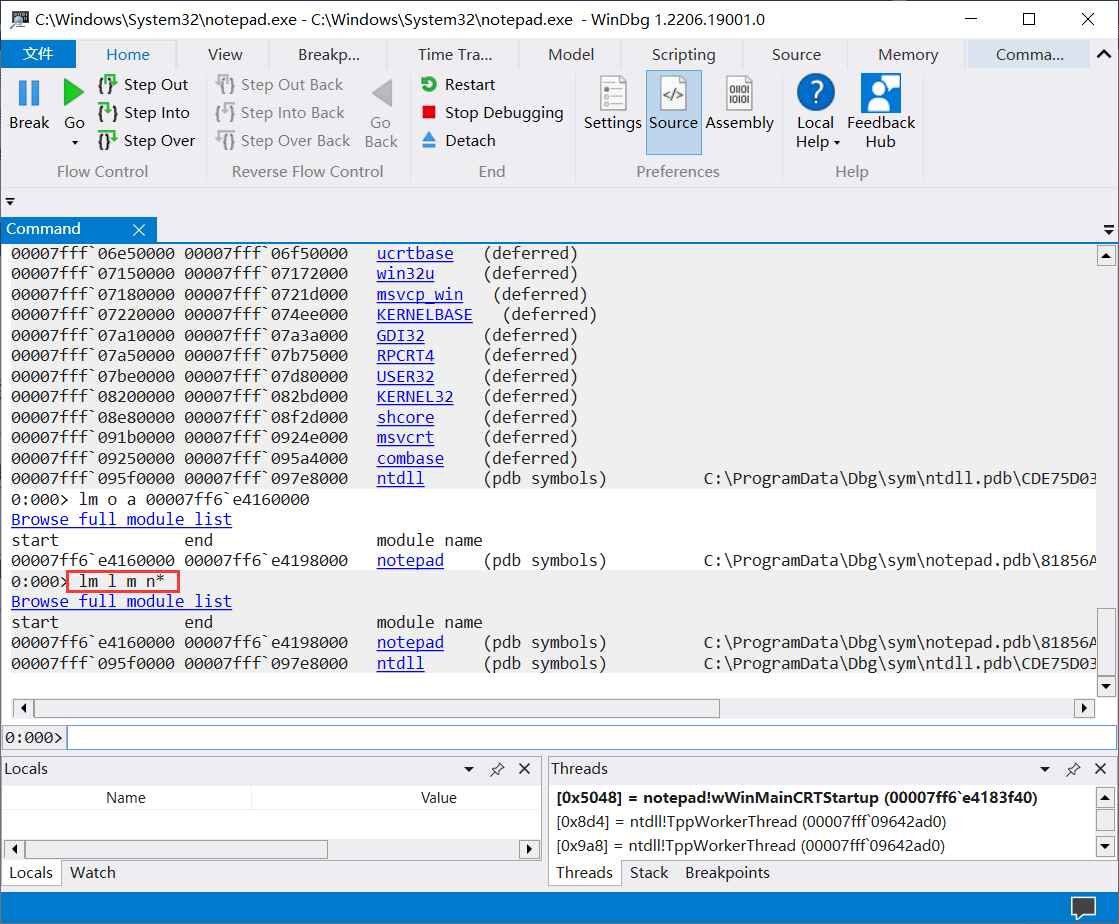 C:\Windows\System32\notepad.exe - C:\Windows\System32\notepad.exe - WinDbg 1.2206.19001.0
文件 Home View Breakp... Time Tra... Model Scripting Source Memory Comma...
Break
Go
Step Out
Step Into
Step Over
Flow Control
Step Out Back
Step Into Back
Step Over Back
Go Back
Reverse Flow Control
Restart
Stop Debugging
Detach
End
Settings
Source
Assembly
Preferences
Local Help
Feedback Hub
Help
Command
00007fff`06e50000 00007fff`06f50000 ucrtbase (deferred)
00007fff`07150000 00007fff`07172000 win32u (deferred)
00007fff`07180000 00007fff`0721d000 msvcp_win (deferred)
00007fff`07220000 00007fff`074ee000 KERNELBASE (deferred)
00007fff`07a10000 00007fff`07a3a000 GDI32 (deferred)
00007fff`07a50000 00007fff`07b75000 RPCRT4 (deferred)
00007fff`07be0000 00007fff`07d80000 USER32 (deferred)
00007fff`08200000 00007fff`082bd000 KERNEL32 (deferred)
00007fff`08e80000 00007fff`08f2d000 shcore (deferred)
00007fff`091b0000 00007fff`0924e000 msvcrt (deferred)
00007fff`09250000 00007fff`095a4000 combase (deferred)
00007fff`095f0000 00007fff`097e8000 ntdll (pdb symbols) C:\ProgramData\Dbg\sym\ntdll.pdb\CDE75D03
0:000> lm o a 00007ff6`e4160000
Browse full module list
start end module name
00007ff6`e4160000 00007ff6`e4198000 notepad (pdb symbols) C:\ProgramData\Dbg\sym\notepad.pdb\81856A
0:000> lm l m n*
Browse full module list
start end module name
00007ff6`e4160000 00007ff6`e4198000 notepad (pdb symbols) C:\ProgramData\Dbg\sym\notepad.pdb\81856A
00007fff`095f0000 00007fff`097e8000 ntdll (pdb symbols) C:\ProgramData\Dbg\sym\ntdll.pdb\CDE75D03
0:000>
Locals
Name Value
Locals Watch
Threads
[0x5048] = notepad!wWinMainCRTStartup (00007ff6`e4183f40)
[0x8d4] = ntdll!TppWorkerThread (00007fff`09642ad0)
[0x9a8] = ntdll!TppWorkerThread (00007fff`09642ad0)
Threads Stack Breakpoints